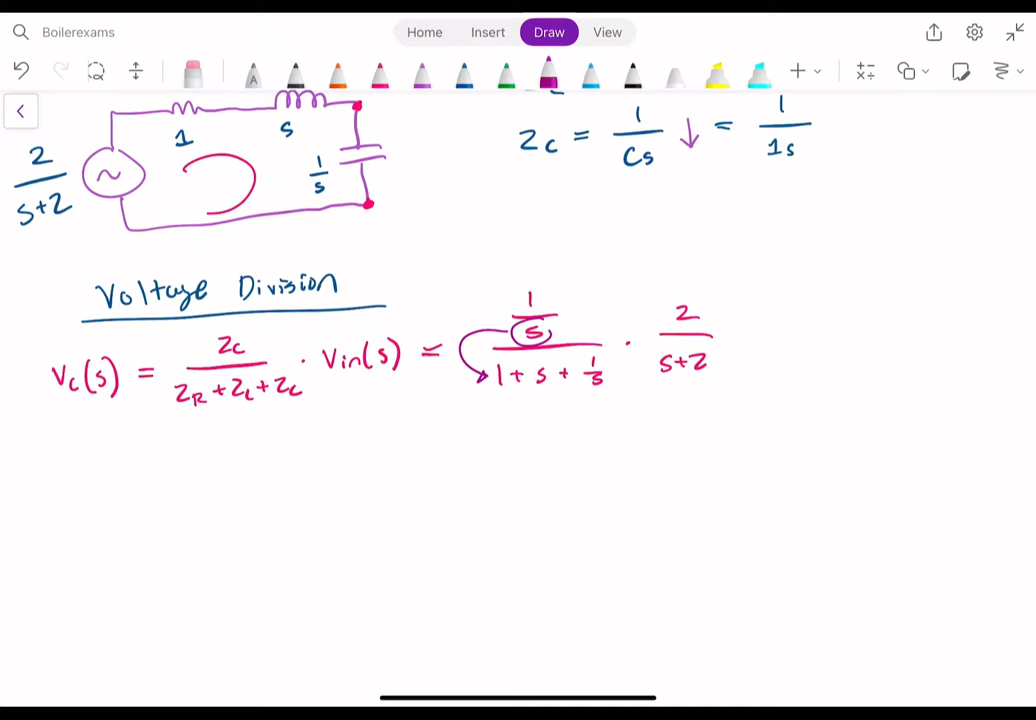 Boilerexams
Home Insert Draw View
A
1
s
2/(s+2)
1/s
Zc = 1/(Cs) ↓ = 1/(1s)
Voltage Division
Vc(s) = Zc/(ZR + ZL + Zc) · Vin(s) = (1/s)/(1 + s + 1/s) · 2/(s+2)